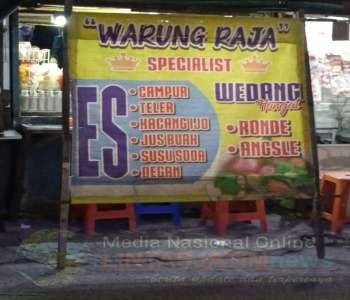 "WARUNG RAJA"
SPECIALIST
ES
• CAMPUR
• TELER
• KACANG IJO
• JUS BUAH
• SUSU SODA
• DEGAN
WEDANG
Hangat
• RONDE
• ANGSLE
Media Nasional Online